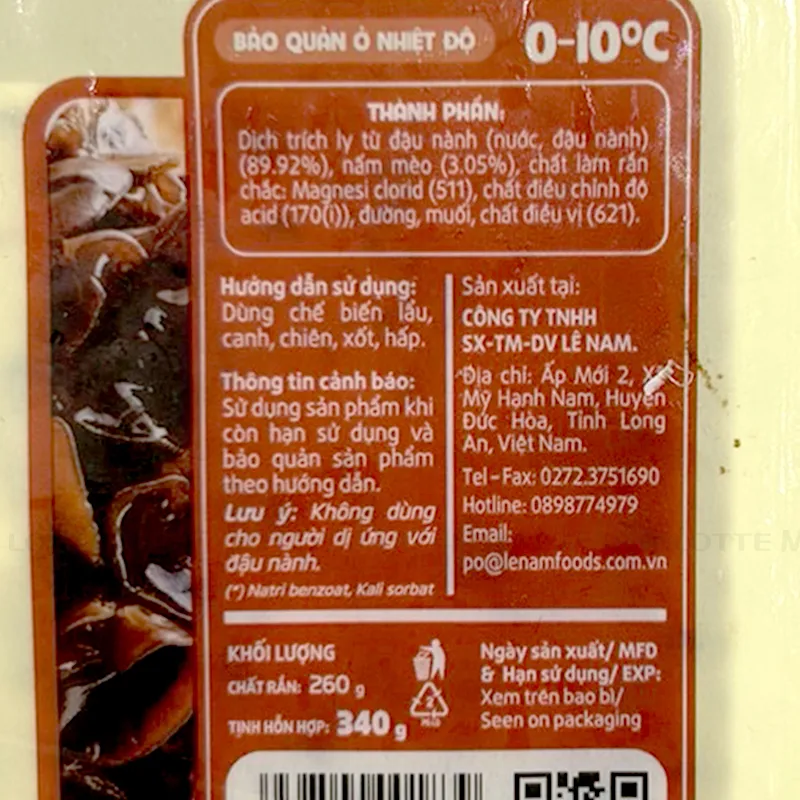 BẢO QUẢN Ở NHIỆT ĐỘ 0-10°C
THÀNH PHẦN:
Dịch trích ly từ đậu nành (nước, đậu nành)
(89.92%), nấm mèo (3.05%), chất làm rắn
chắc: Magnesi clorid (511), chất điều chỉnh độ
acid (170(i)), đường, muối, chất điều vị (621).
Hướng dẫn sử dụng:
Dùng chế biến lẩu,
canh, chiên, xốt, hấp.
Thông tin cảnh báo:
Sử dụng sản phẩm khi
còn hạn sử dụng và
bảo quản sản phẩm
theo hướng dẫn.
Lưu ý: Không dùng
cho người dị ứng với
đậu nành.
(*) Natri benzoat, Kali sorbat
Sản xuất tại:
CÔNG TY TNHH
SX-TM-DV LÊ NAM.
Địa chỉ: Ấp Mới 2,
Mỹ Hạnh Nam, Huyện
Đức Hòa, Tỉnh Long
An, Việt Nam.
Tel-Fax: 0272.3751690
Hotline: 0898774979
Email:
po@lenamfoods.com.vn
KHỐI LƯỢNG
CHẤT RẮN: 260 g
TỊNH HỖN HỢP: 340 g
Ngày sản xuất/ MFD
& Hạn sử dụng/ EXP:
Xem trên bao bì/
Seen on packaging